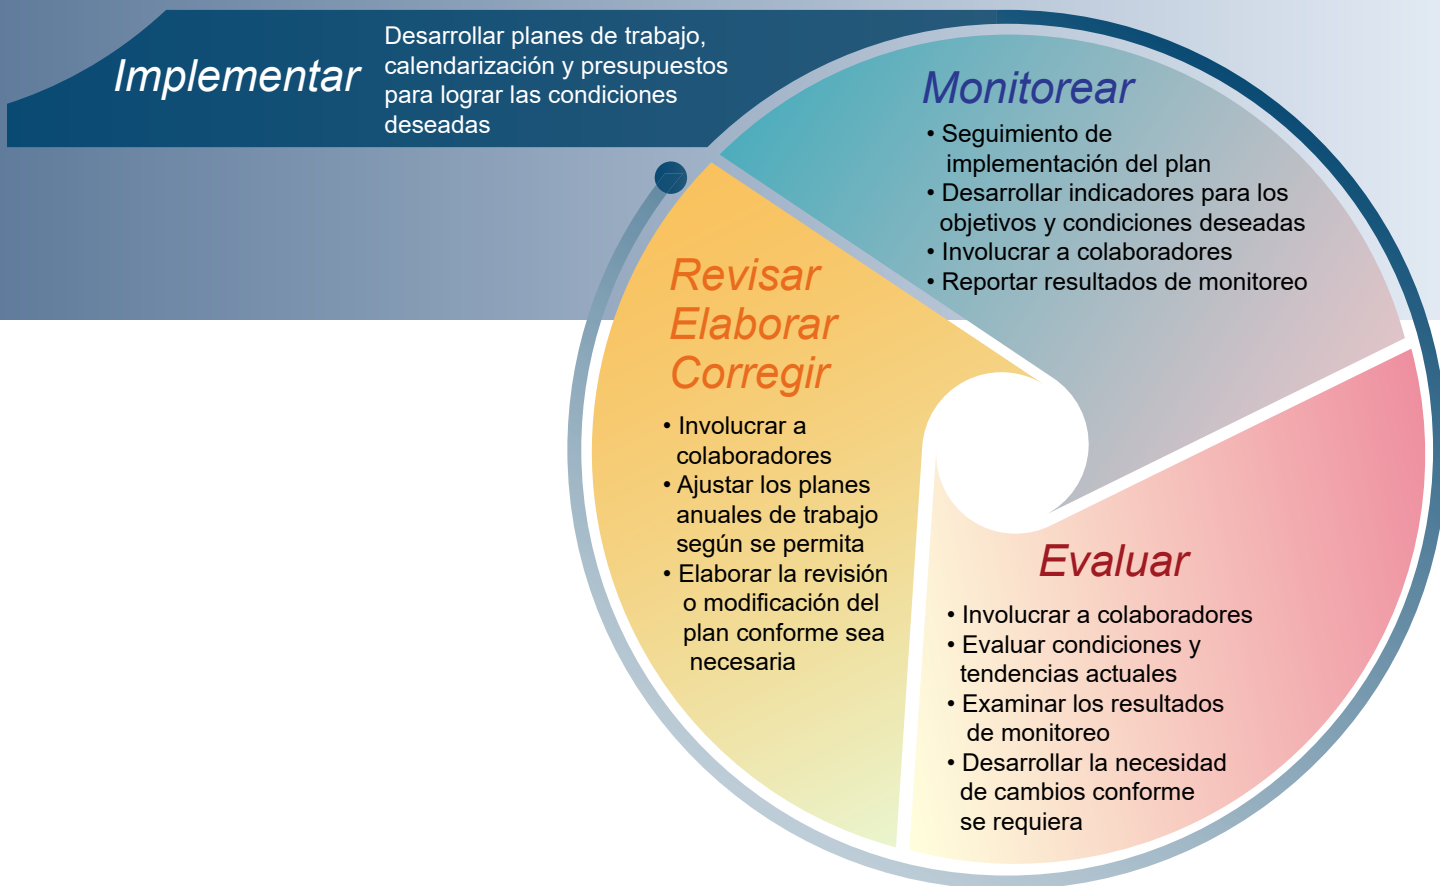 Implementar
Desarrollar planes de trabajo,
calendarización y presupuestos
para lograr las condiciones
deseadas
Monitorear
• Seguimiento de
implementación del plan
• Desarrollar indicadores para los
objetivos y condiciones deseadas
• Involucrar a colaboradores
• Reportar resultados de monitoreo
Evaluar
• Involucrar a colaboradores
• Evaluar condiciones y
tendencias actuales
• Examinar los resultados
de monitoreo
• Desarrollar la necesidad
de cambios conforme
se requiera
Revisar
Elaborar
Corregir
• Involucrar a
colaboradores
• Ajustar los planes
anuales de trabajo
según se permita
• Elaborar la revisión
o modificación del
plan conforme sea
necesaria